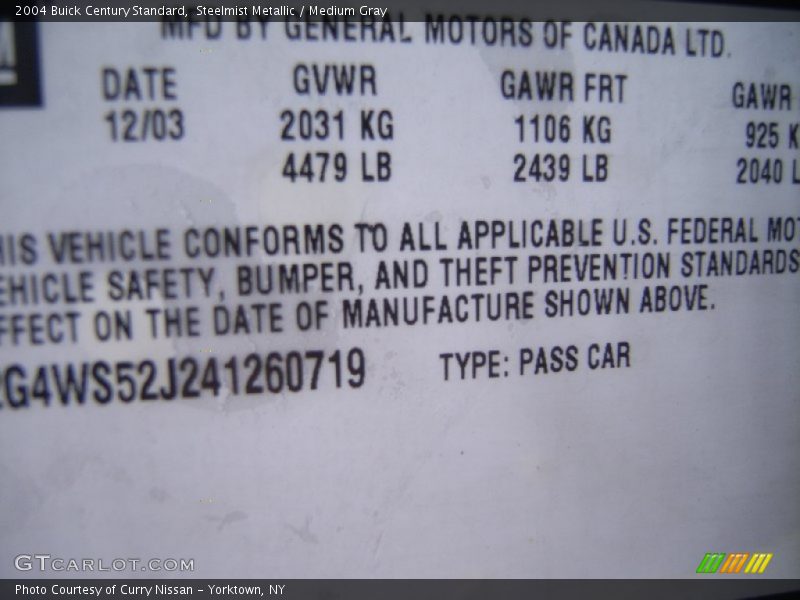 2004 Buick Century Standard, Steelmist Metallic / Medium Gray
MFD BY GENERAL MOTORS OF CANADA LTD.
DATE GVWR GAWR FRT GAWR
12/03 2031 KG 1106 KG 925 K
4479 LB 2439 LB 2040 L
HIS VEHICLE CONFORMS TO ALL APPLICABLE U.S. FEDERAL MOT
EHICLE SAFETY, BUMPER, AND THEFT PREVENTION STANDARDS
FFECT ON THE DATE OF MANUFACTURE SHOWN ABOVE.
G4WS52J241260719 TYPE: PASS CAR
GTCARLOT.COM
Photo Courtesy of Curry Nissan - Yorktown, NY